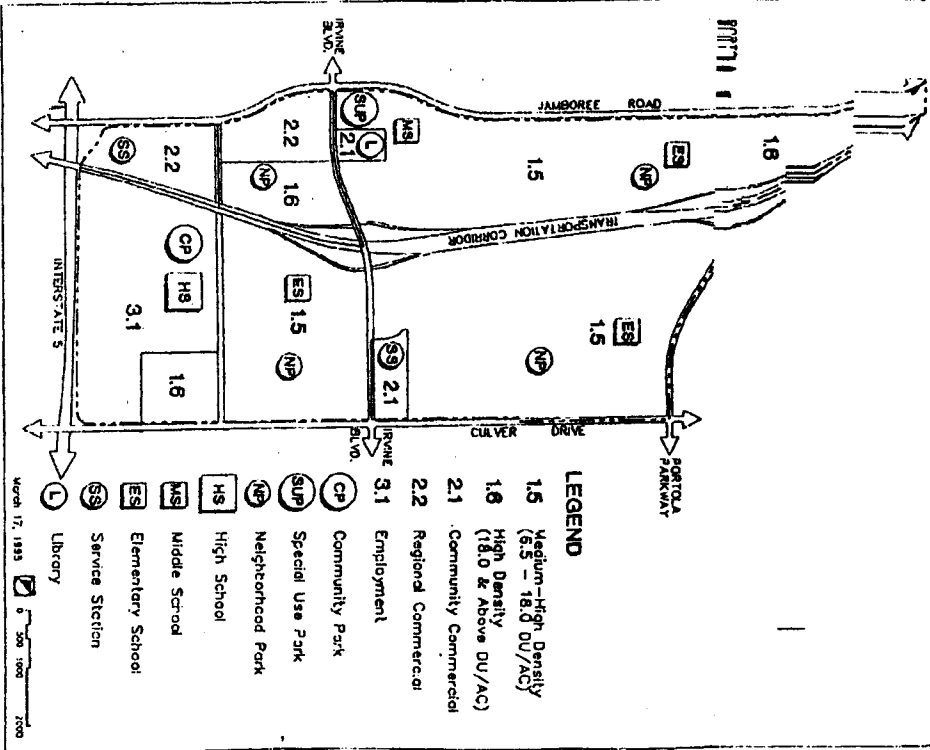 IRVINE
BLVD.
JAMBOREE ROAD
SUP
MS
L
2.1
2.2
NP
1.6
ES
NP
1.5
1.6
2.2
SS
TRANSPORTATION CORRIDOR
CP
HS
3.1
1.6
INTERSTATE 5
ES
1.5
NP
SS
2.1
ES
1.5
NP
CULVER DRIVE
IRVINE
BLVD.
PORTOLA
PARKWAY
LEGEND
1.5 Medium-High Density
(6.5 - 18.0 DU/AC)
1.6 High Density
(18.0 & Above DU/AC)
2.1 Community Commercial
2.2 Regional Commercial
3.1 Employment
CP Community Park
SUP Special Use Park
NP Neighborhood Park
HS High School
MS Middle School
ES Elementary School
SS Service Station
L Library
March 17, 1995
0 500 1000 2000